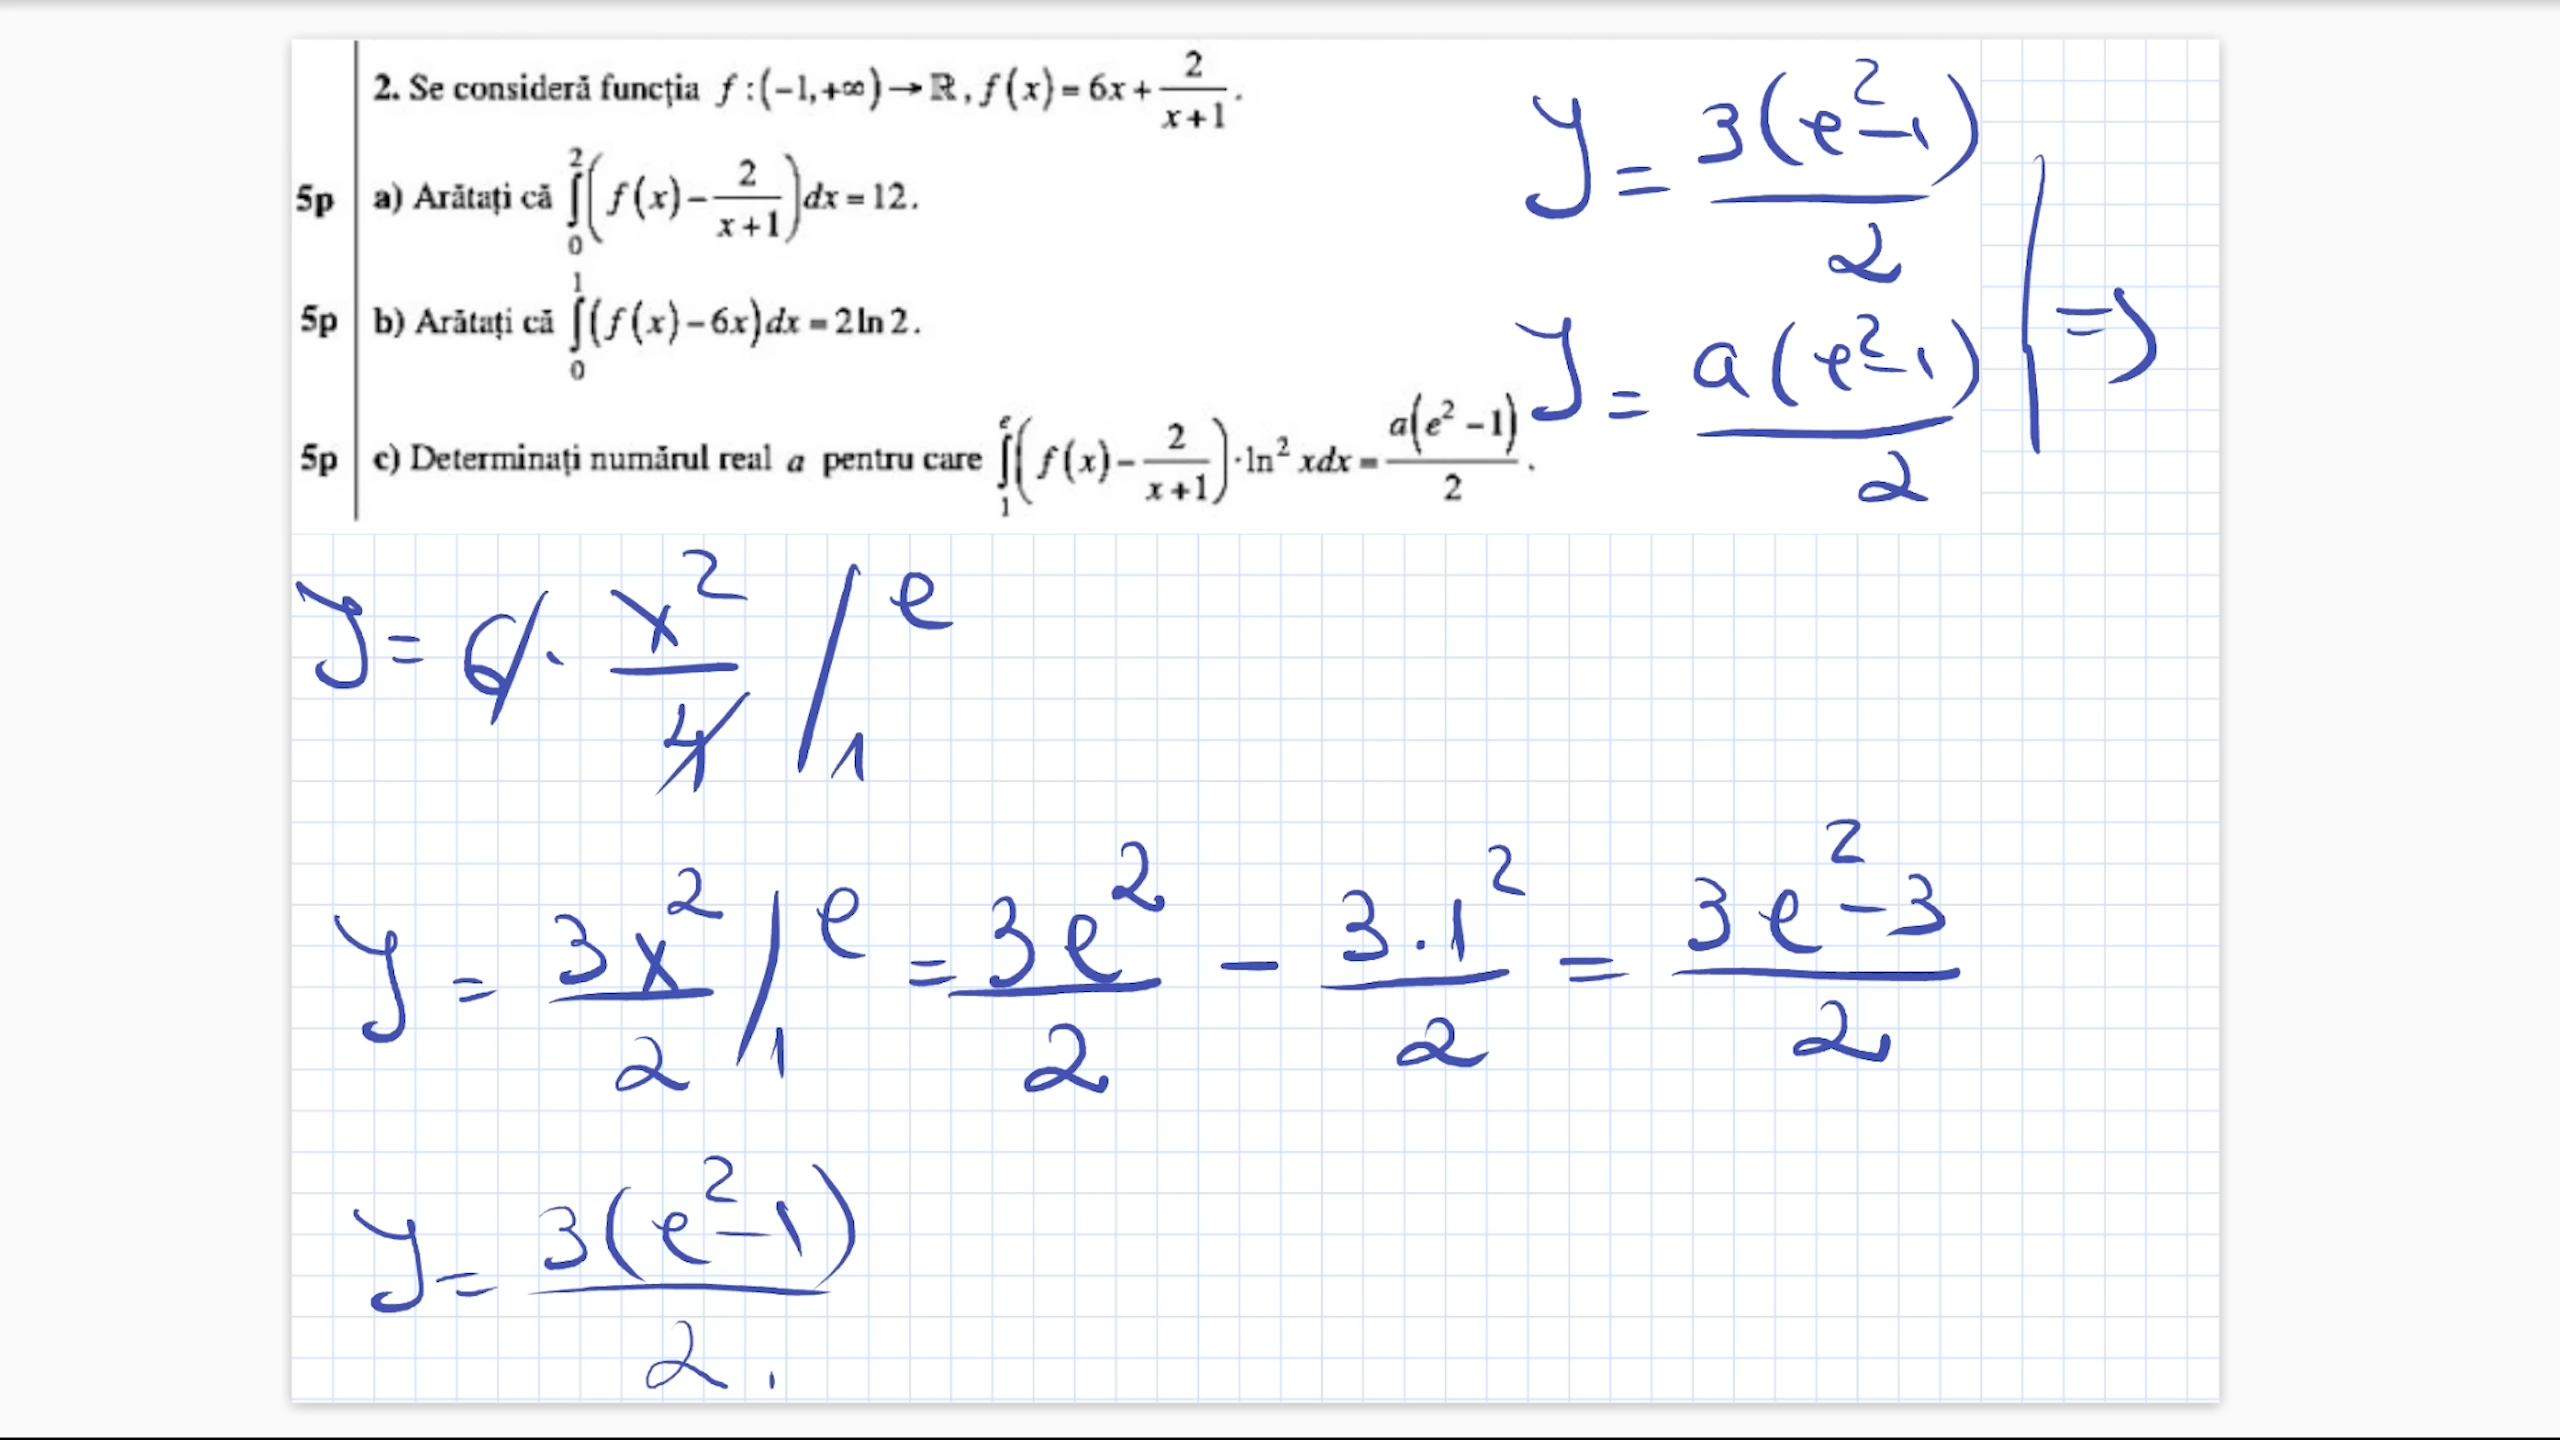 2. Se consideră funcția f:(−1,+∞)→ℝ, f(x)=6x+2/(x+1).
5p a) Arătați că ∫₀²(f(x)−2/(x+1))dx=12.
5p b) Arătați că ∫₀¹(f(x)−6x)dx=2ln2.
5p c) Determinați numărul real a pentru care ∫₁ᵉ(f(x)−2/(x+1))·ln²xdx=a(e²−1)/2.
J = 3(e²−1)/2
J = a(e²−1)/2 | =>
J = 6·x²/4 /₁ᵉ
J = 3x²/2 /₁ᵉ = 3e²/2 − 3·1²/2 = 3e²−3/2
J = 3(e²−1)/2.